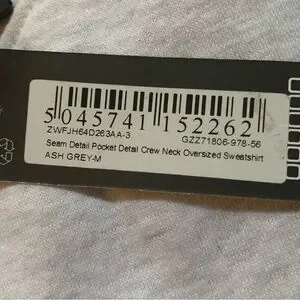 5 045741 152262
ZWFJH64D263AA-3 GZZ71806-978-56
Seam Detail Pocket Detail Crew Neck Oversized Sweatshirt
ASH GREY-M